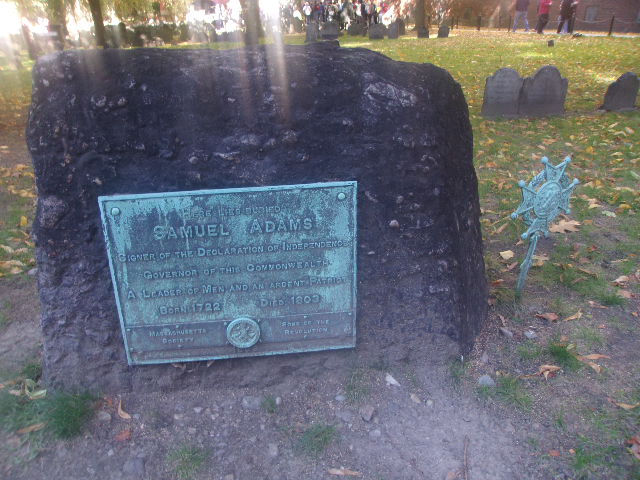 Here Lies Buried
Samuel Adams
Signer of the Declaration of Independence
Governor of this Commonwealth
A Leader of Men and an ardent Patriot
Born 1722 Died 1803
Massachusetts Society Sons of the Revolution